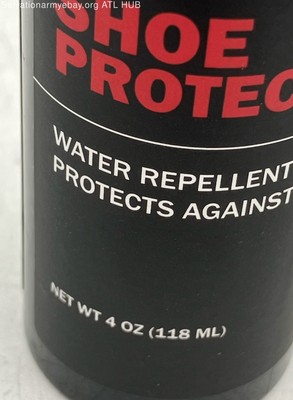 ationarmyebay.org ATL HUB
SHOE
PROTEC
WATER REPELLENT
PROTECTS AGAINST
NET WT 4 OZ (118 ML)